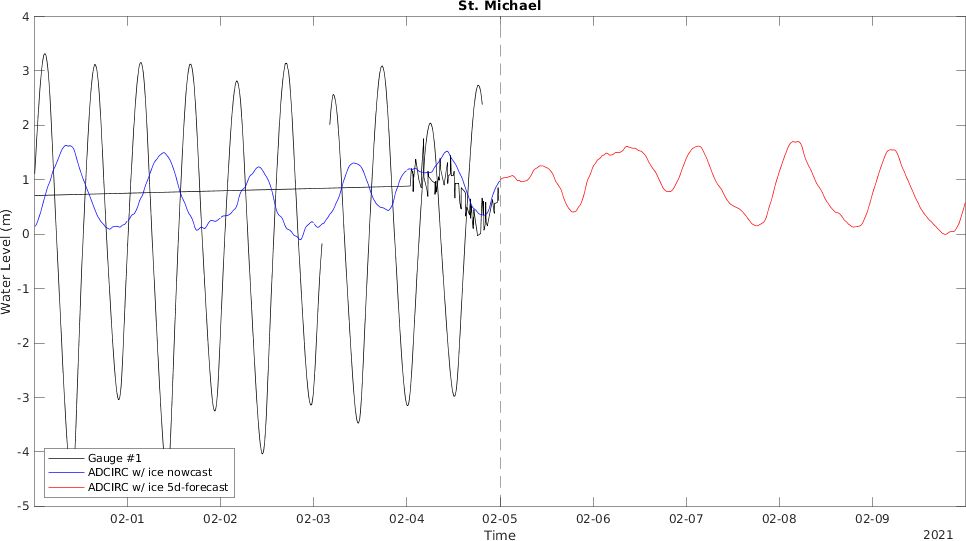 St. Michael
4
3
2
1
0
-1
-2
-3
-4
-5
Water Level (m)
Gauge #1
ADCIRC w/ ice nowcast
ADCIRC w/ ice 5d-forecast
02-01 02-02 02-03 02-04 02-05 02-06 02-07 02-08 02-09
Time
2021